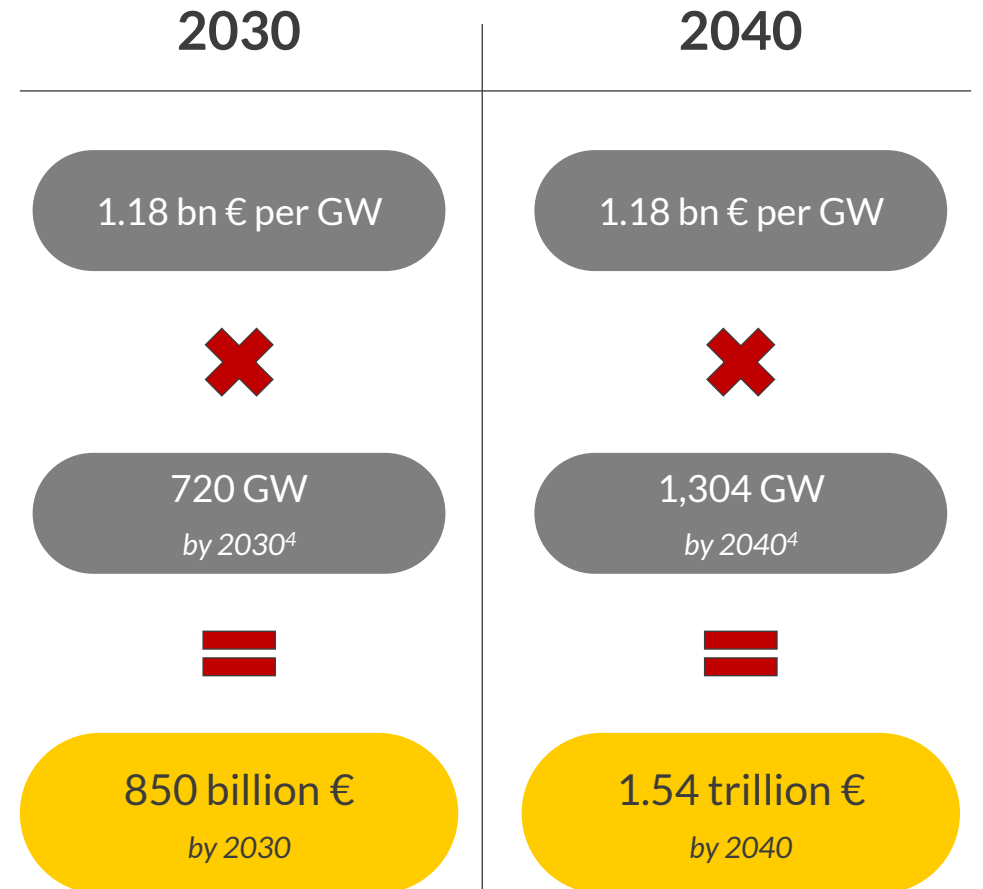 2030
1.18 bn € per GW
720 GW
by 2030⁴
850 billion €
by 2030
2040
1.18 bn € per GW
1,304 GW
by 2040⁴
1.54 trillion €
by 2040